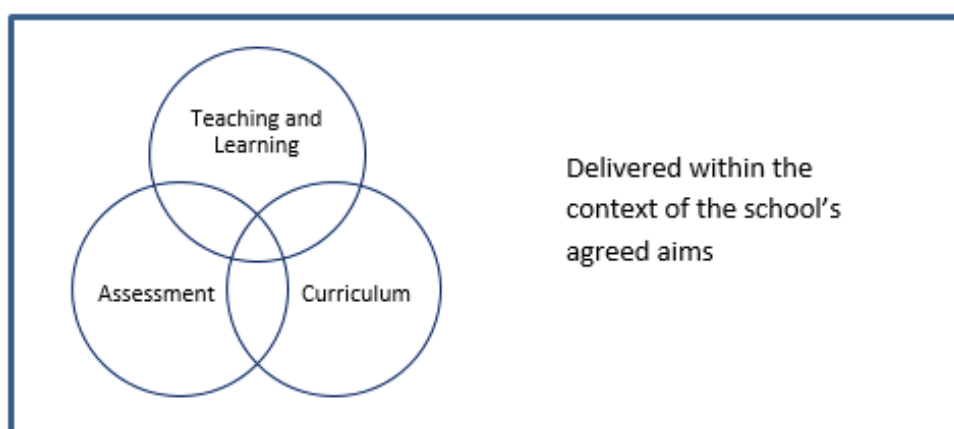 Teaching and
Learning
Assessment
Curriculum
Delivered within the
context of the school’s
agreed aims